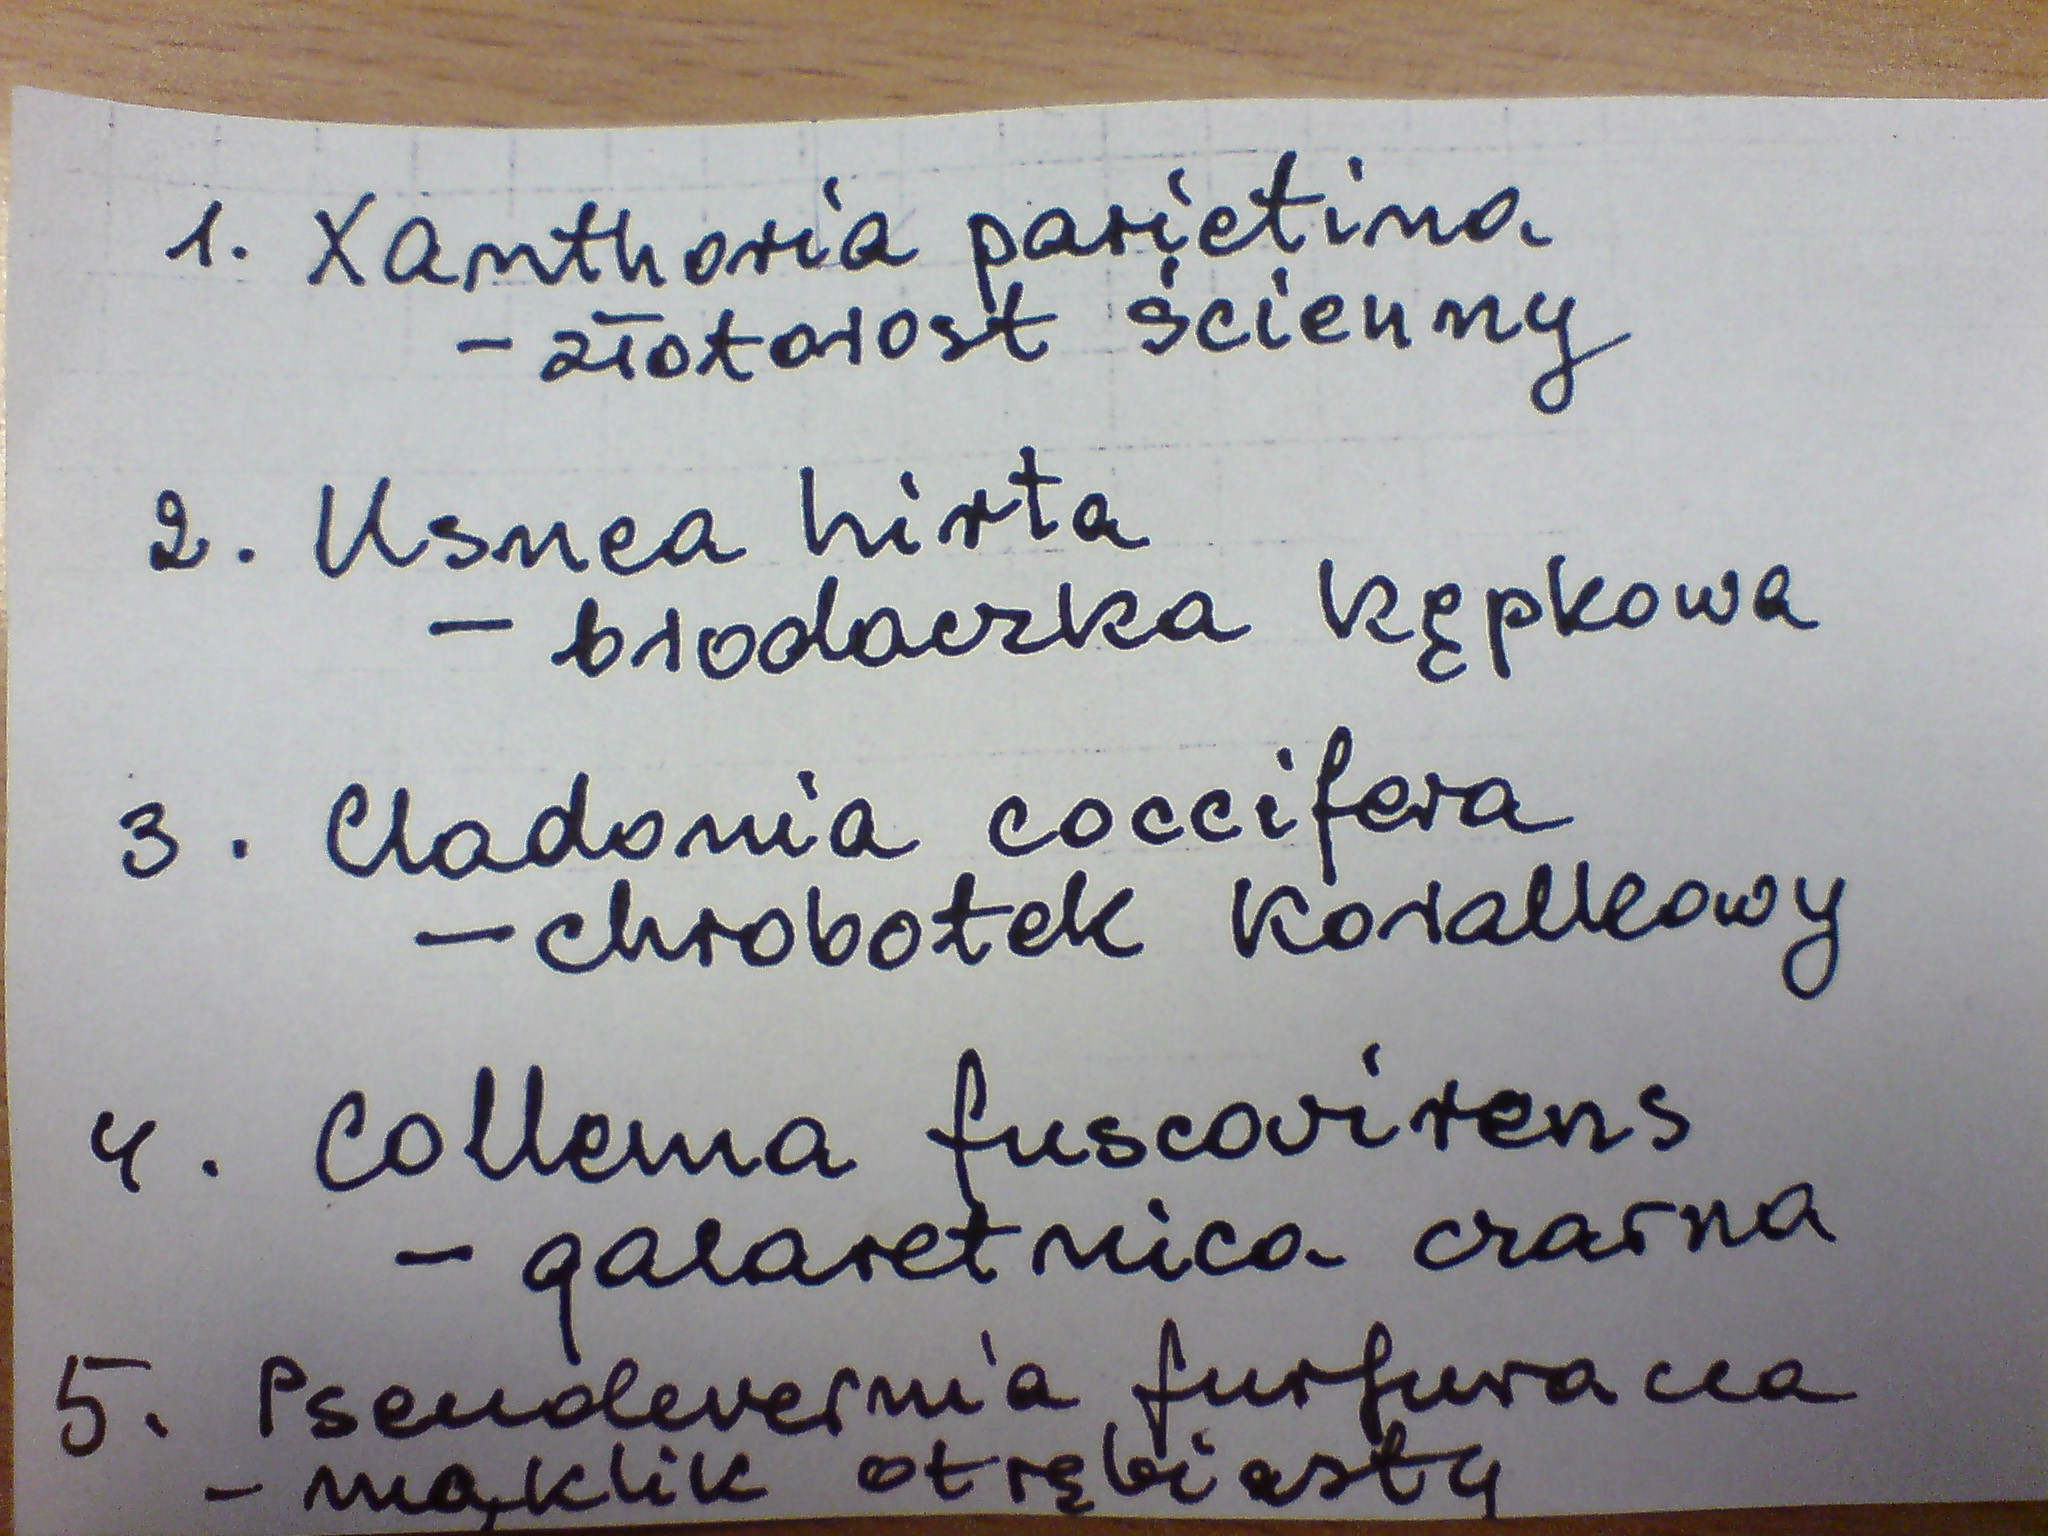 1. Xanthoria parietina
- złotorost ścienny
2. Usnea hirta
- brodaczka kępkowa
3. Cladonia coccifera
- chrobotek koralkowy
4. Collema fuscovirens
- galaretnica czarna
5. Pseudevernia furfuracea
- mąklik otrębiasty